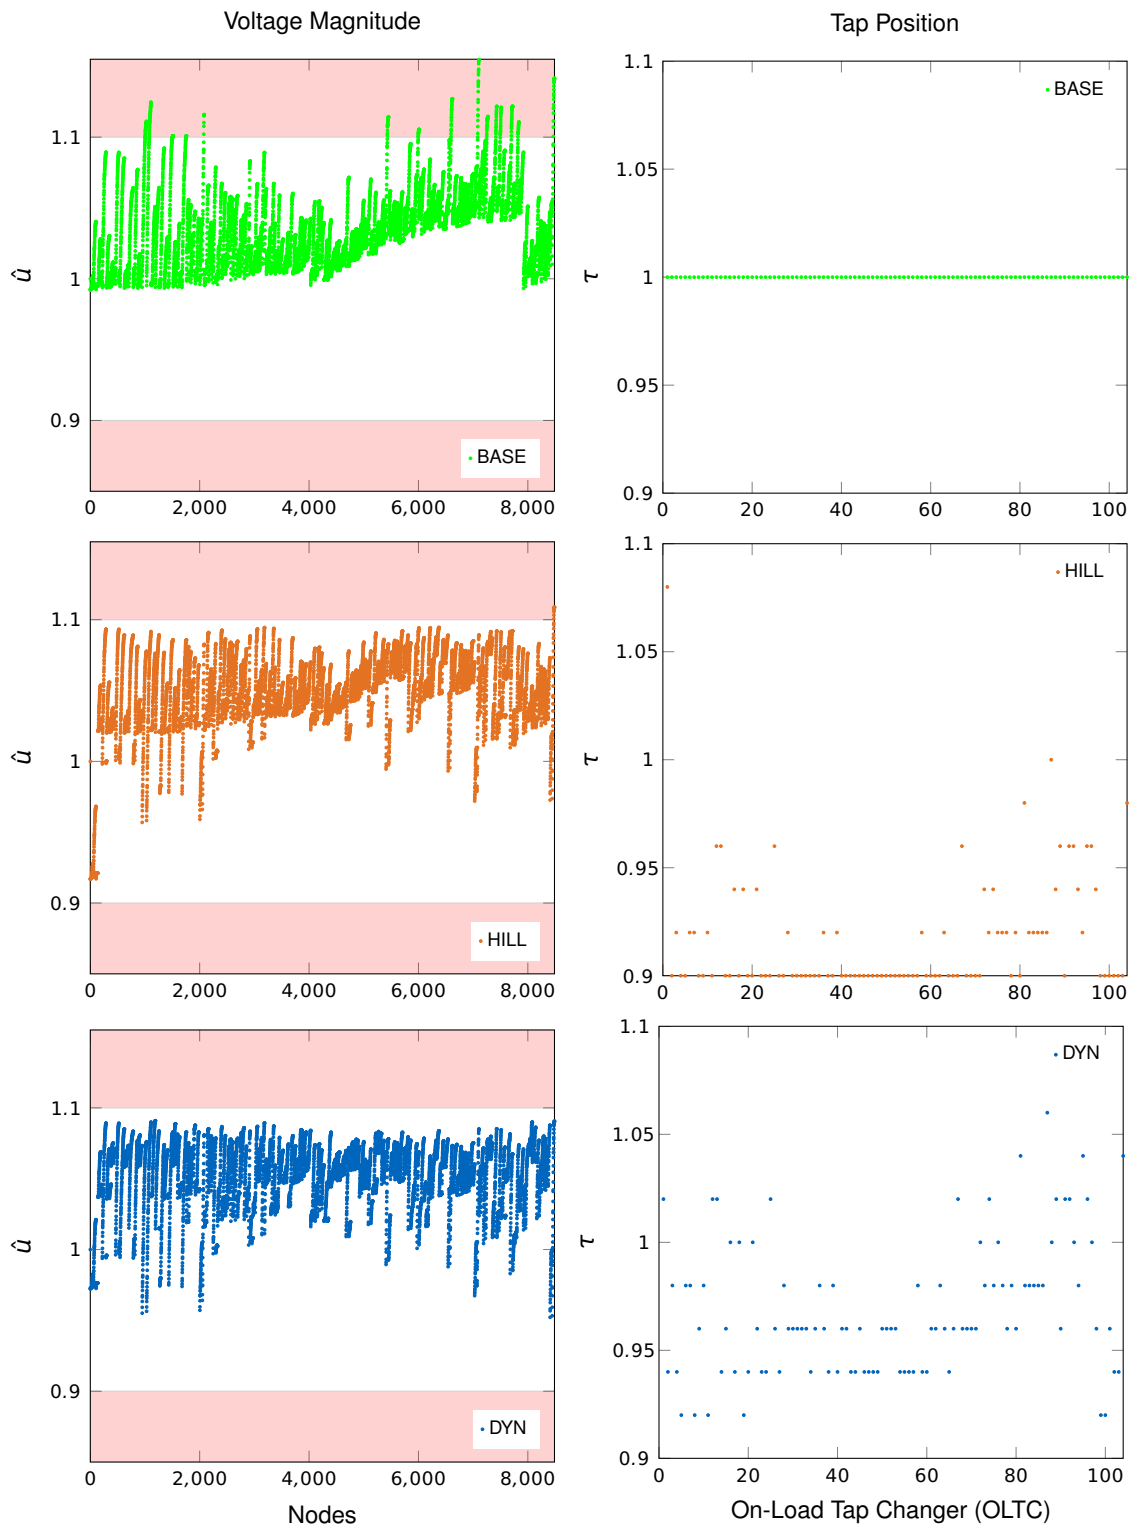 Voltage Magnitude
Tap Position
û
1.1
1
0.9
BASE
0 2,000 4,000 6,000 8,000
τ
1.1
1.05
1
0.95
0.9
BASE
0 20 40 60 80 100
û
1.1
1
0.9
HILL
0 2,000 4,000 6,000 8,000
τ
1.1
1.05
1
0.95
0.9
HILL
0 20 40 60 80 100
û
1.1
1
0.9
DYN
0 2,000 4,000 6,000 8,000
Nodes
τ
1.1
1.05
1
0.95
0.9
DYN
0 20 40 60 80 100
On-Load Tap Changer (OLTC)